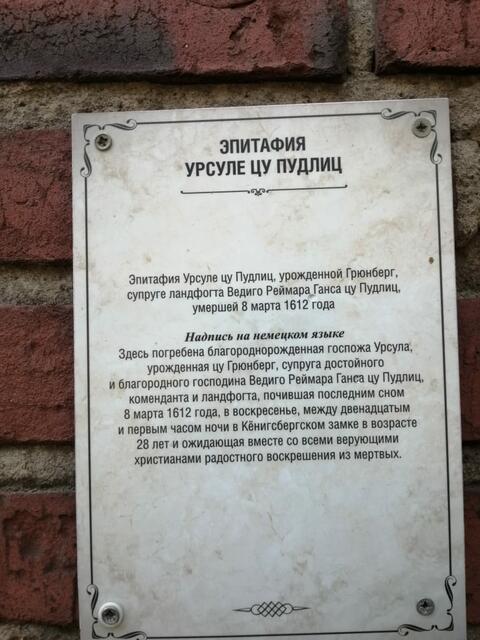 ЭПИТАФИЯ
УРСУЛЕ ЦУ ПУДЛИЦ
Эпитафия Урсуле цу Пудлиц, урожденной Грюнберг,
супруге ландфогта Ведиго Реймара Ганса цу Пудлиц,
умершей 8 марта 1612 года
Надпись на немецком языке
Здесь погребена благороднорожденная госпожа Урсула,
урожденная цу Грюнберг, супруга достойного
и благородного господина Ведиго Реймара Ганса цу Пудлиц,
коменданта и ландфогта, почившая последним сном
8 марта 1612 года, в воскресенье, между двенадцатым
и первым часом ночи в Кёнигсбергском замке в возрасте
28 лет и ожидающая вместе со всеми верующими
христианами радостного воскрешения из мертвых.